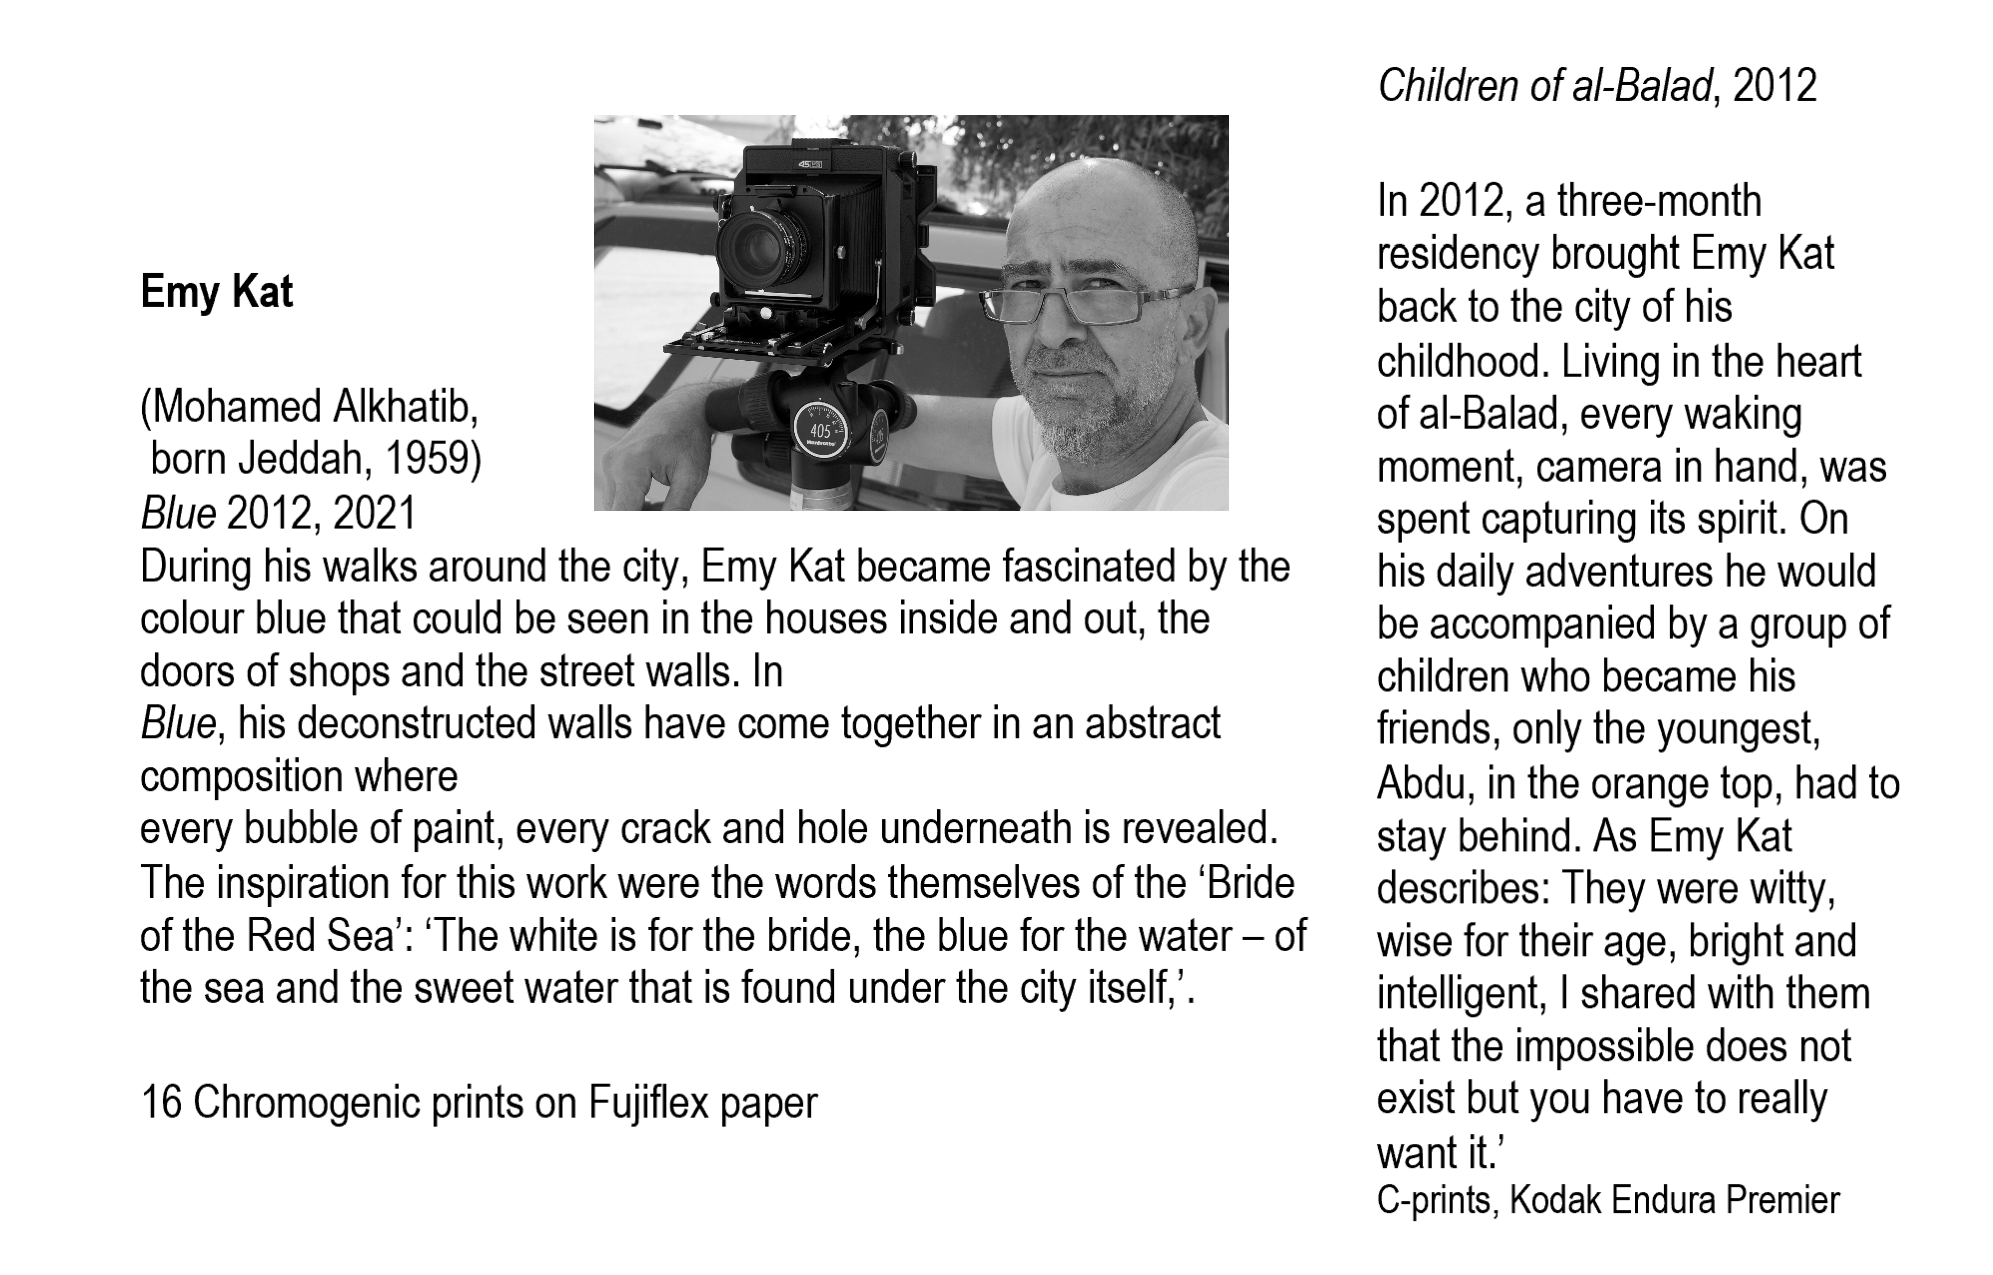 Emy Kat
(Mohamed Alkhatib,
born Jeddah, 1959)
Blue 2012, 2021
During his walks around the city, Emy Kat became fascinated by the
colour blue that could be seen in the houses inside and out, the
doors of shops and the street walls. In
Blue, his deconstructed walls have come together in an abstract
composition where
every bubble of paint, every crack and hole underneath is revealed.
The inspiration for this work were the words themselves of the ‘Bride
of the Red Sea’: ‘The white is for the bride, the blue for the water – of
the sea and the sweet water that is found under the city itself,’.
16 Chromogenic prints on Fujiflex paper
45
405
Manfrotto
Children of al-Balad, 2012
In 2012, a three-month
residency brought Emy Kat
back to the city of his
childhood. Living in the heart
of al-Balad, every waking
moment, camera in hand, was
spent capturing its spirit. On
his daily adventures he would
be accompanied by a group of
children who became his
friends, only the youngest,
Abdu, in the orange top, had to
stay behind. As Emy Kat
describes: They were witty,
wise for their age, bright and
intelligent, I shared with them
that the impossible does not
exist but you have to really
want it.’
C-prints, Kodak Endura Premier